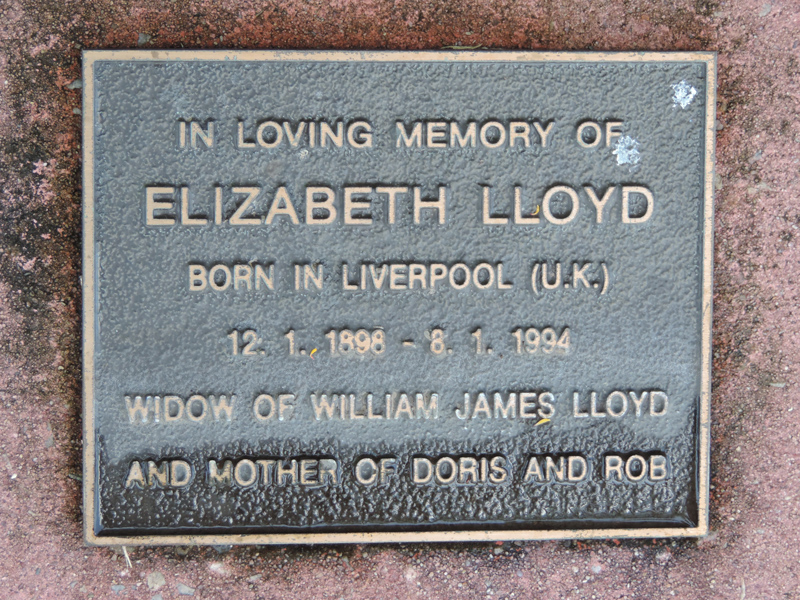 IN LOVING MEMORY OF
ELIZABETH LLOYD
BORN IN LIVERPOOL (U.K.)
12. 1. 1898 - 8. 1. 1994
WIDOW OF WILLIAM JAMES LLOYD
AND MOTHER OF DORIS AND ROB